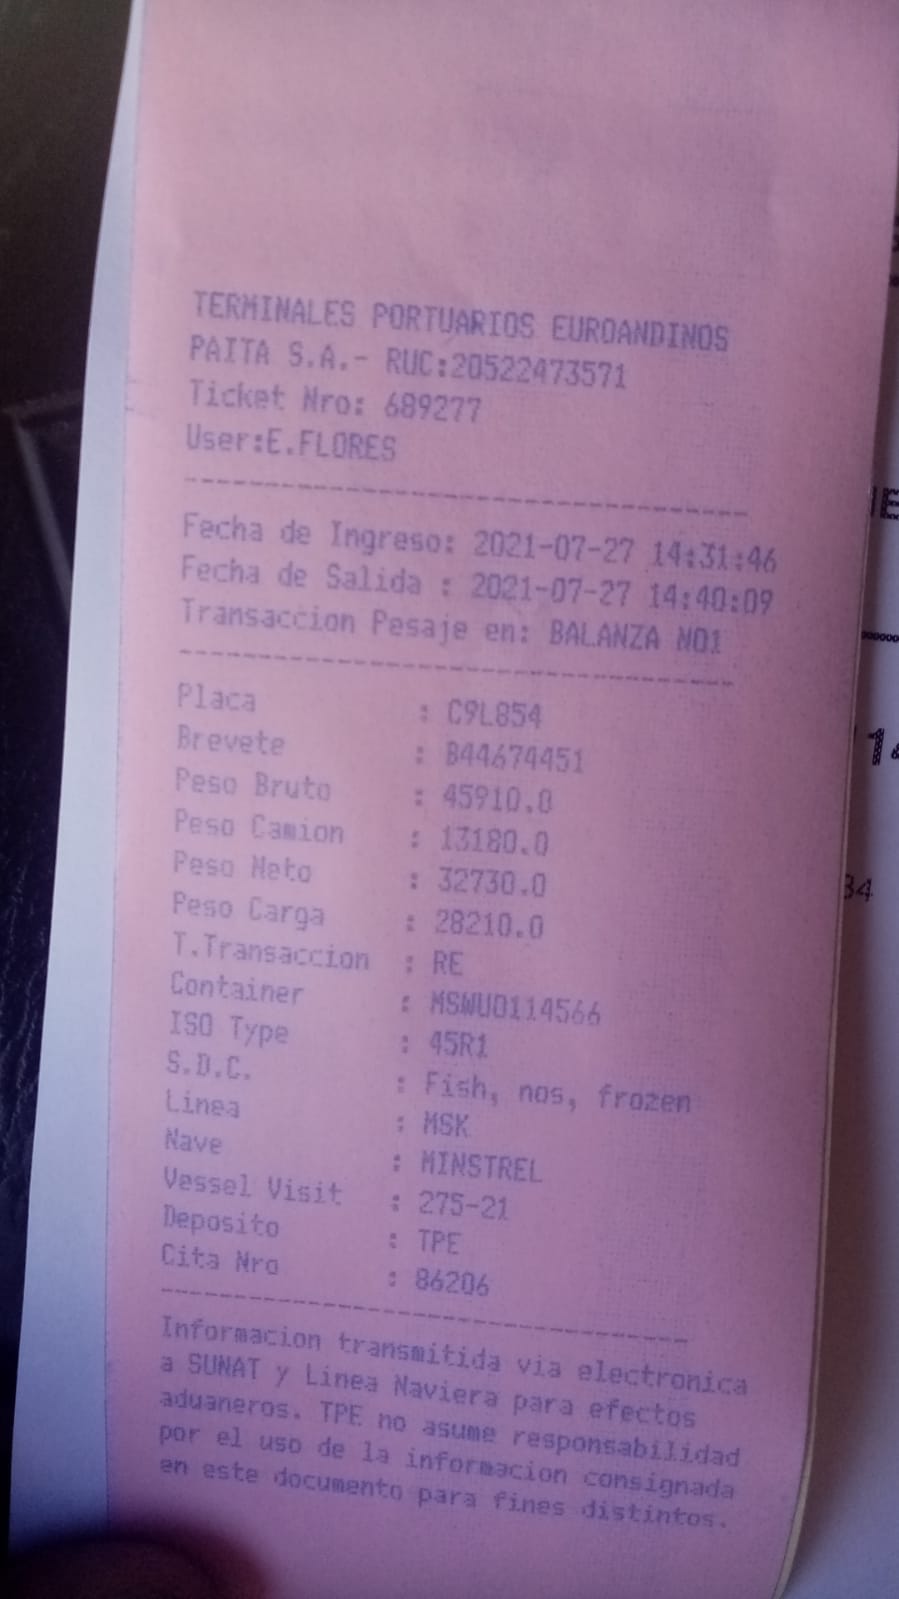 TERMINALES PORTUARIOS EUROANDINOS
PAITA S.A.- RUC:20522473571
Ticket Nro: 689277
User:E.FLORES
Fecha de Ingreso: 2021-07-27 14:31:46
Fecha de Salida : 2021-07-27 14:40:09
Transaccion Pesaje en: BALANZA NO1
Placa : C9L854
Brevete : B44674451
Peso Bruto : 45910.0
Peso Camion : 13180.0
Peso Neto : 32730.0
Peso Carga : 28210.0
T.Transaccion : RE
Container : MSWU0114566
ISO Type : 45R1
S.D.C. : Fish, nos, frozen
Linea : MSK
Nave : MINSTREL
Vessel Visit : 275-21
Deposito : TPE
Cita Nro : 86206
Informacion transmitida via electronica
a SUNAT y Linea Naviera para efectos
aduaneros. TPE no asume responsabilidad
por el uso de la informacion consignada
en este documento para fines distintos.